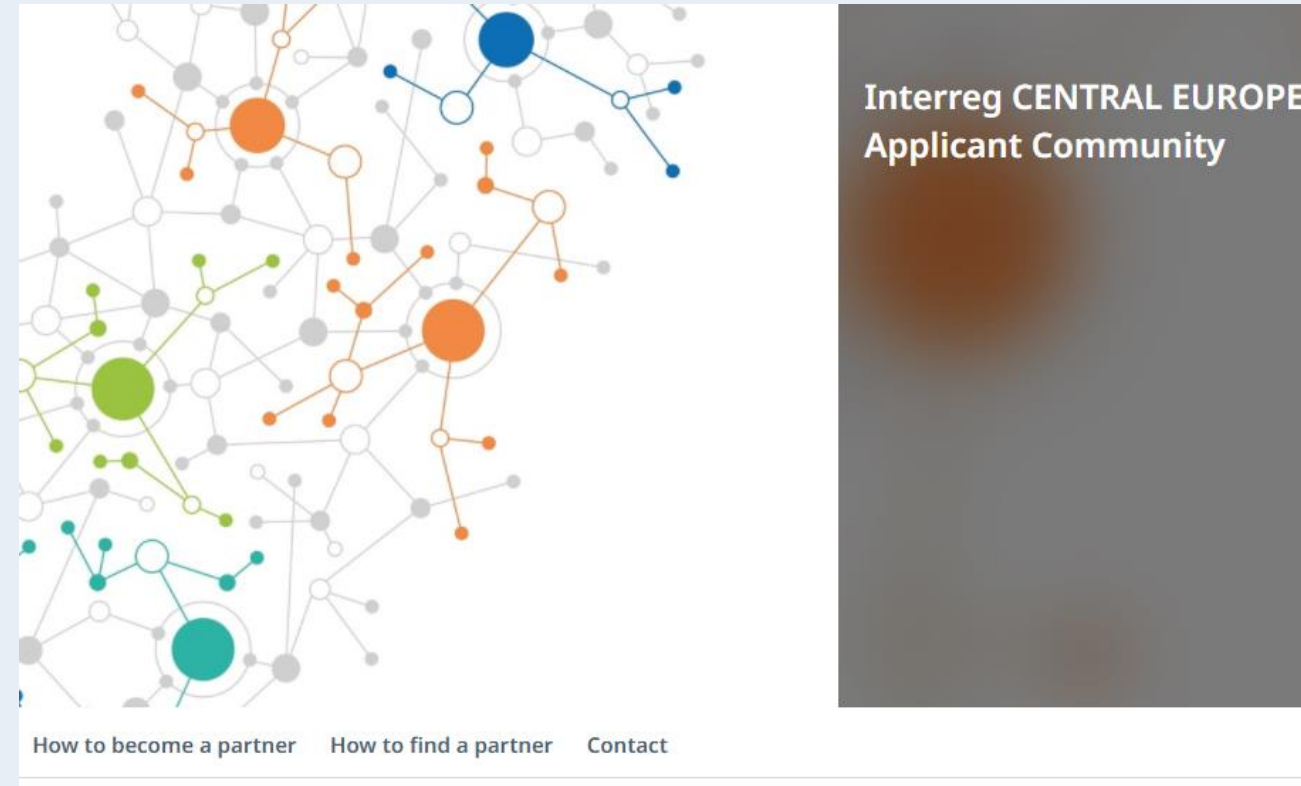 Interreg CENTRAL EUROPE
Applicant Community
How to become a partner How to find a partner Contact